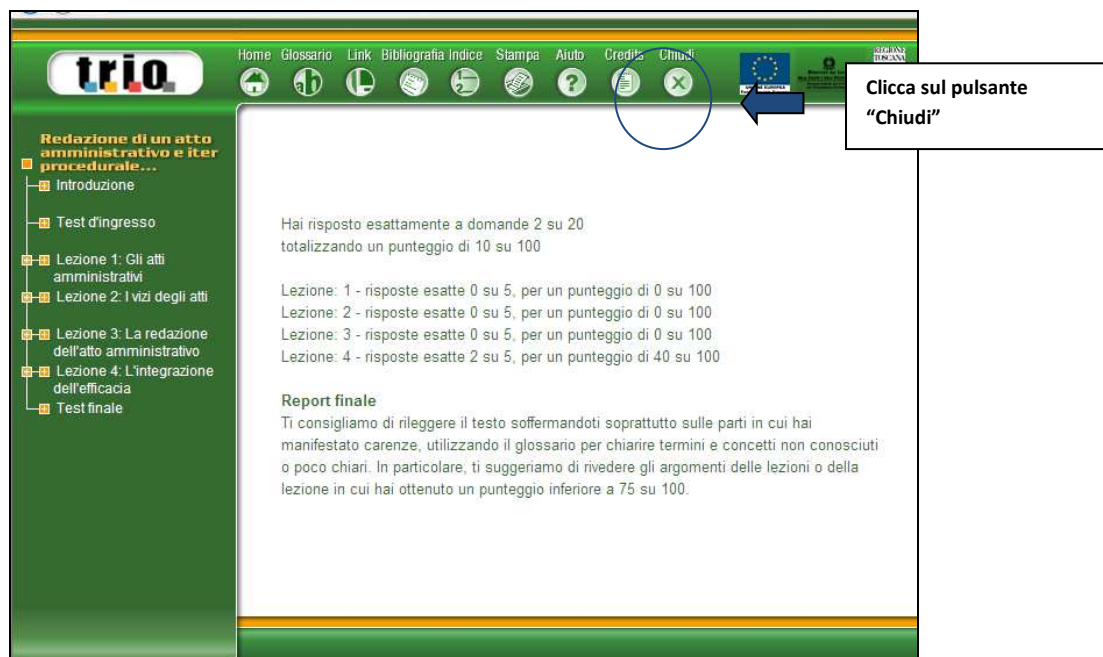 Home Glossario Link Bibliografia Indice Stampa Aiuto Credits Chiudi
trio
REGIONE
TOSCANA
UNIONE EUROPEA
Clicca sul pulsante
“Chiudi”
Redazione di un atto
amministrativo e iter
procedurale...
Introduzione
Test d'ingresso
Lezione 1: Gli atti
amministrativi
Lezione 2: I vizi degli atti
Lezione 3: La redazione
dell'atto amministrativo
Lezione 4: L'integrazione
dell'efficacia
Test finale
Hai risposto esattamente a domande 2 su 20
totalizzando un punteggio di 10 su 100
Lezione: 1 - risposte esatte 0 su 5, per un punteggio di 0 su 100
Lezione: 2 - risposte esatte 0 su 5, per un punteggio di 0 su 100
Lezione: 3 - risposte esatte 0 su 5, per un punteggio di 0 su 100
Lezione: 4 - risposte esatte 2 su 5, per un punteggio di 40 su 100
Report finale
Ti consigliamo di rileggere il testo soffermandoti soprattutto sulle parti in cui hai
manifestato carenze, utilizzando il glossario per chiarire termini e concetti non conosciuti
o poco chiari. In particolare, ti suggeriamo di rivedere gli argomenti delle lezioni o della
lezione in cui hai ottenuto un punteggio inferiore a 75 su 100.